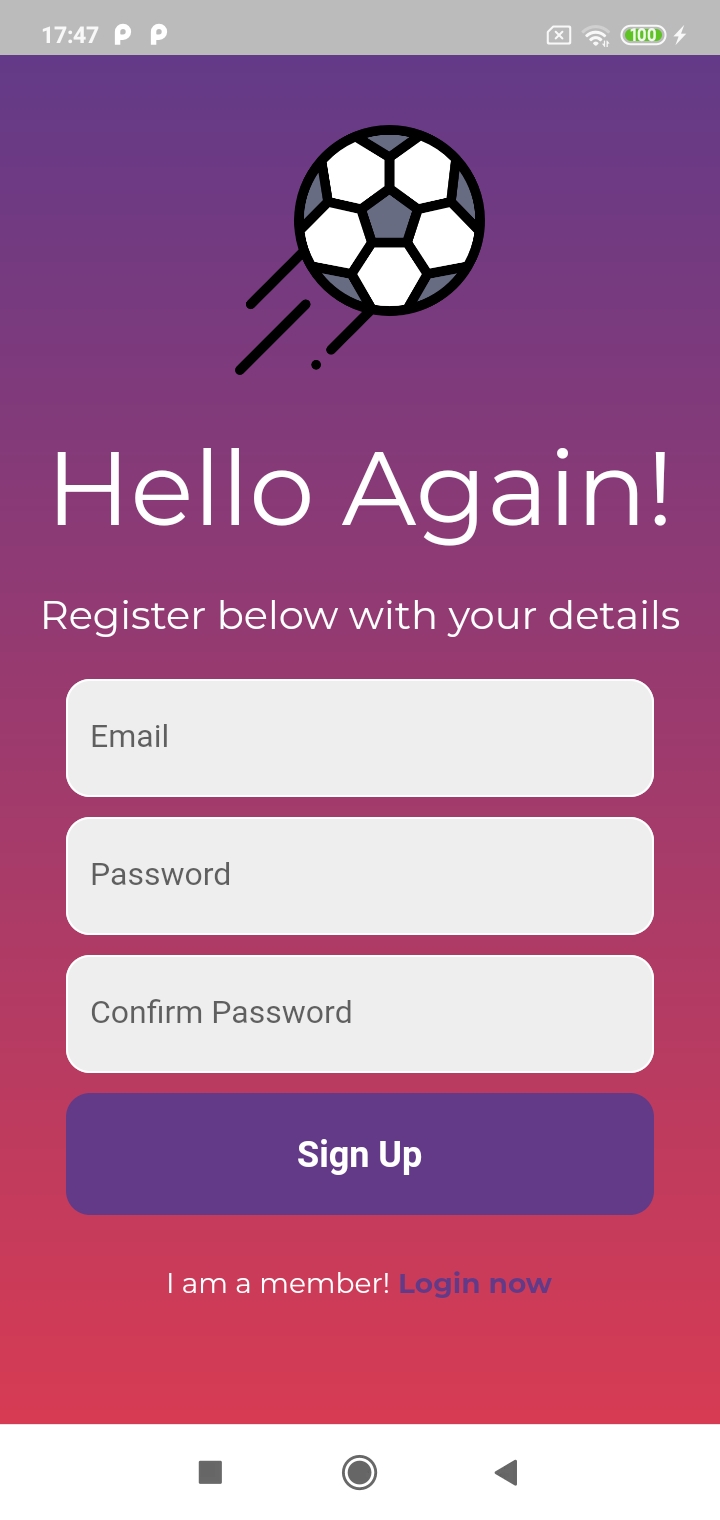 17:47
100
Hello Again!
Register below with your details
Email
Password
Confirm Password
Sign Up
I am a member! Login now